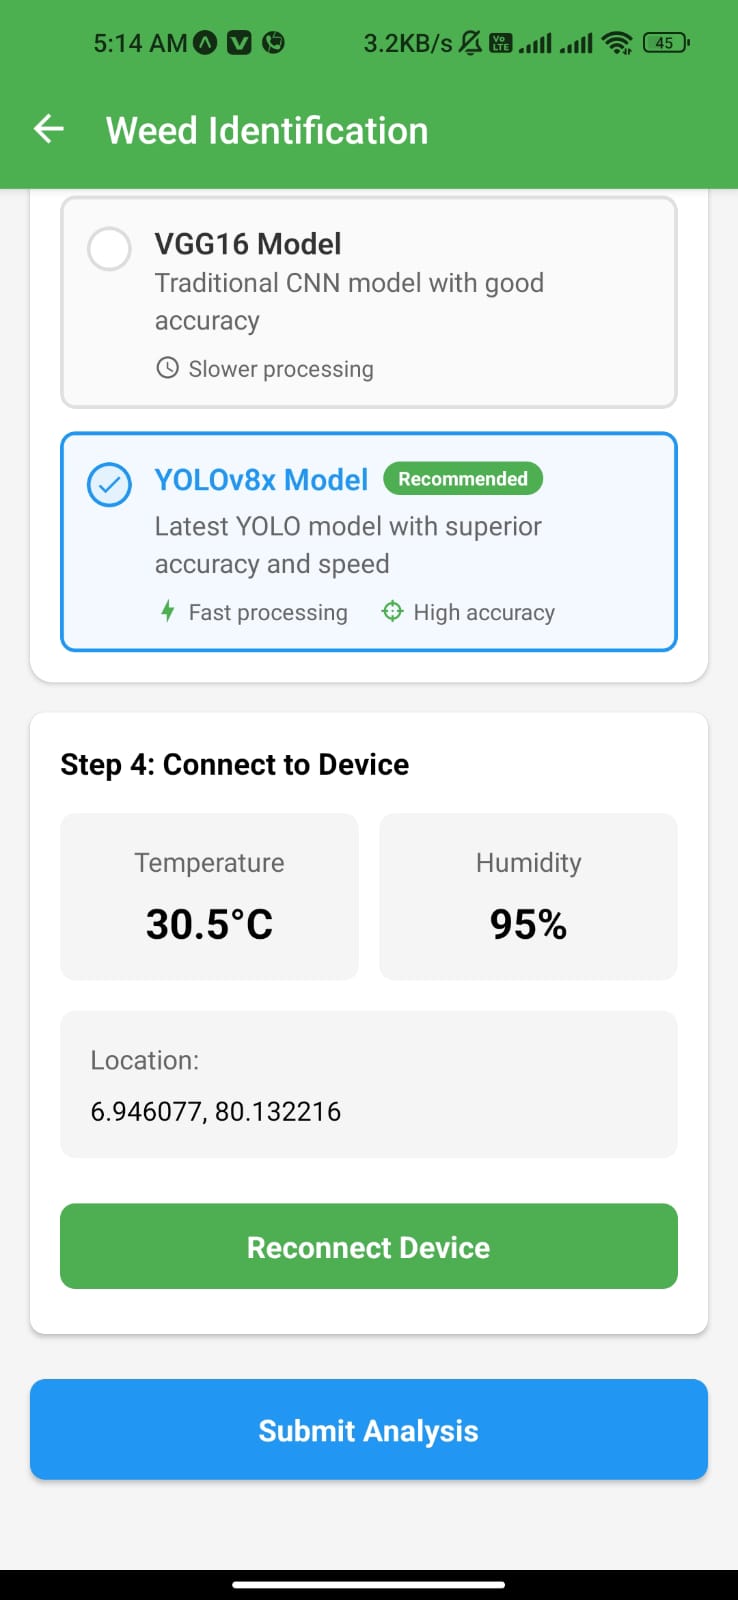 5:14 AM 3.2KB/s Vo LTE 45
Weed Identification
VGG16 Model
Traditional CNN model with good
accuracy
Slower processing
YOLOv8x Model Recommended
Latest YOLO model with superior
accuracy and speed
Fast processing High accuracy
Step 4: Connect to Device
Temperature Humidity
30.5°C 95%
Location:
6.946077, 80.132216
Reconnect Device
Submit Analysis